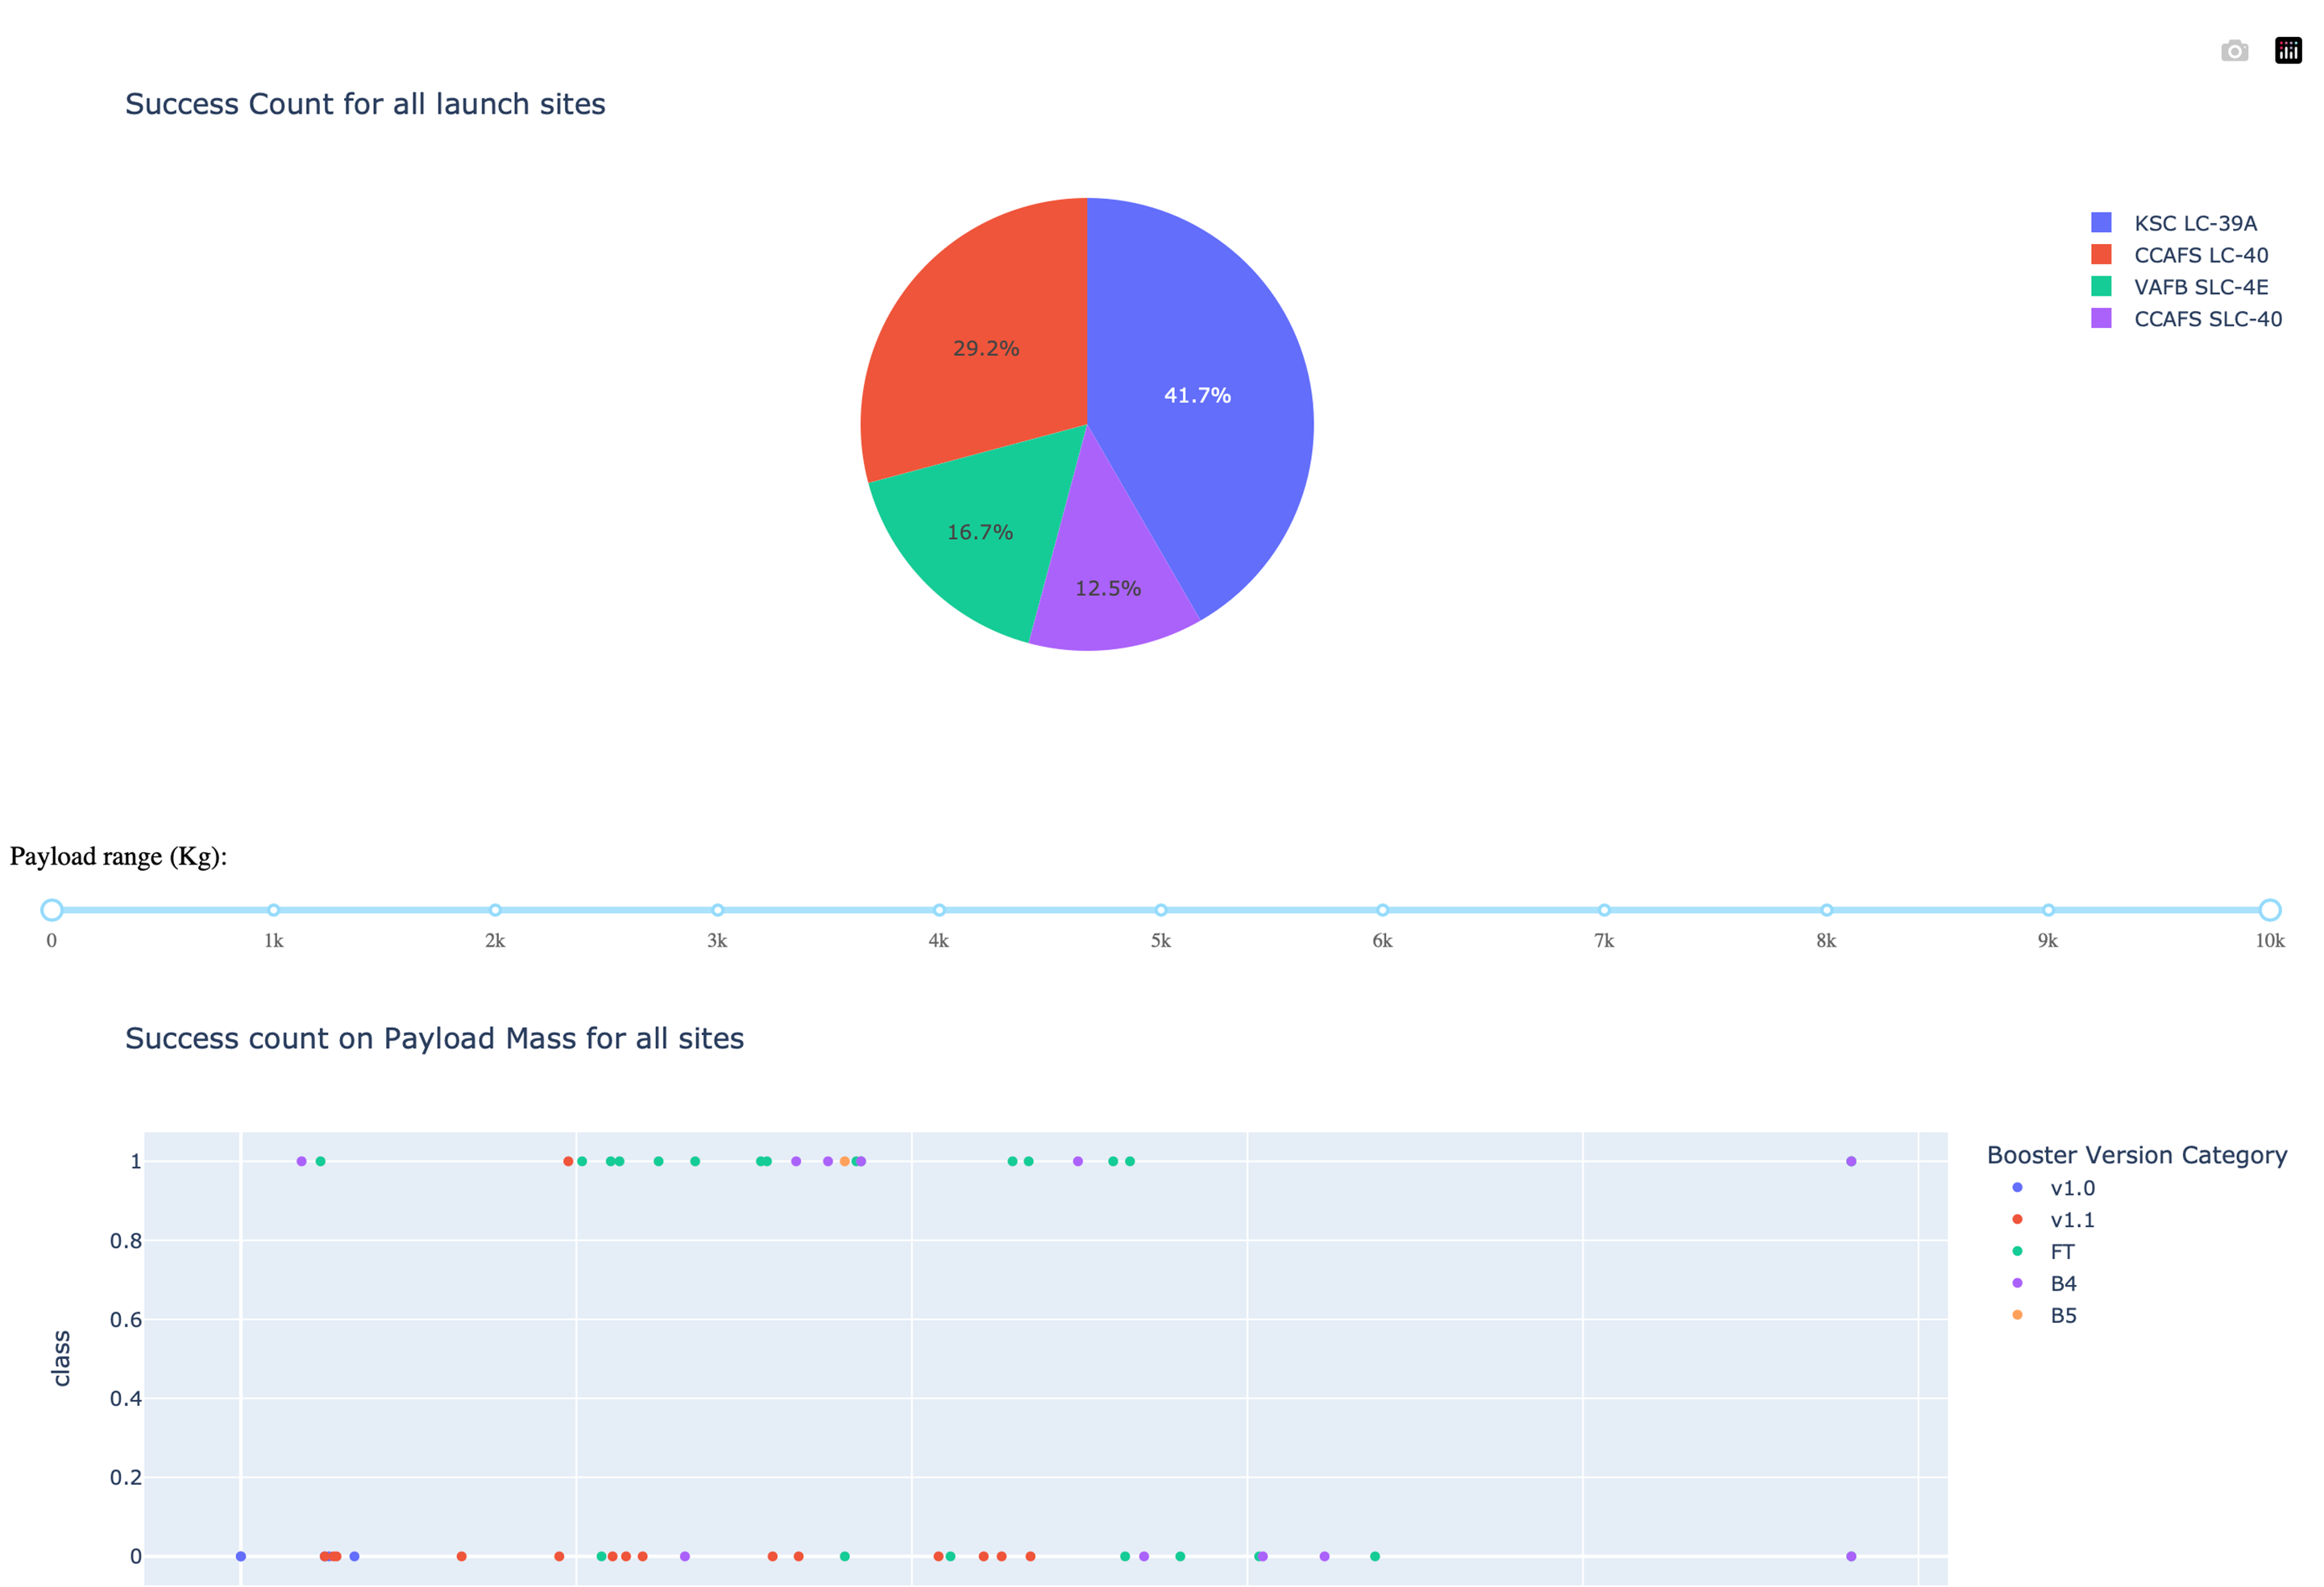 Success Count for all launch sites
KSC LC-39A
CCAFS LC-40
VAFB SLC-4E
CCAFS SLC-40
29.2%
41.7%
16.7%
12.5%
Payload range (Kg):
0 1k 2k 3k 4k 5k 6k 7k 8k 9k 10k
Success count on Payload Mass for all sites
1
0.8
0.6
0.4
0.2
0
class
Booster Version Category
v1.0
v1.1
FT
B4
B5